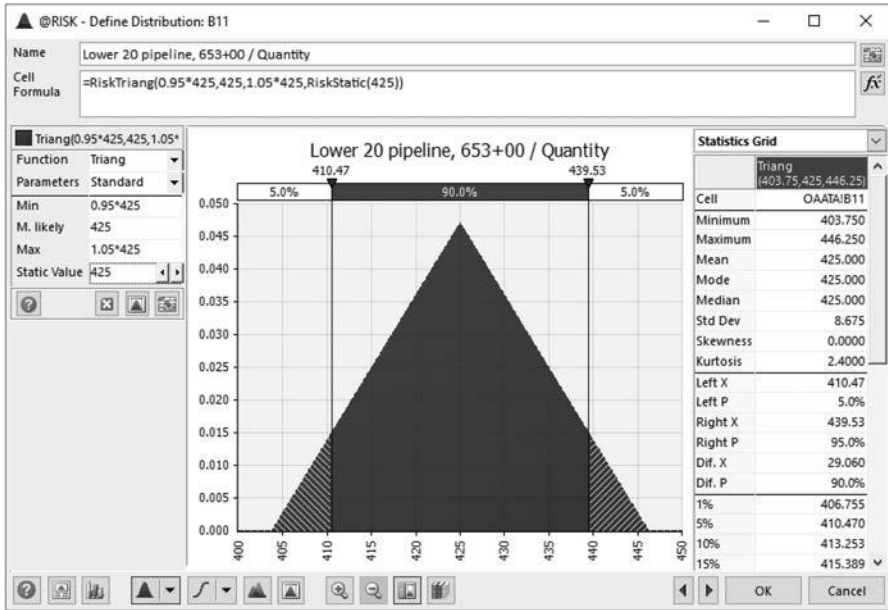 @RISK - Define Distribution: B11
Name Lower 20 pipeline, 653+00 / Quantity
Cell Formula =RiskTriang(0.95*425,425,1.05*425,RiskStatic(425))
Triang(0.95*425,425,1.05*
Function Triang
Parameters Standard
Min 0.95*425
M. likely 425
Max 1.05*425
Static Value 425
Lower 20 pipeline, 653+00 / Quantity
410.47 439.53
5.0% 90.0% 5.0%
0.050
0.045
0.040
0.035
0.030
0.025
0.020
0.015
0.010
0.005
0.000
400 405 410 415 420 425 430 435 440 445 450
Statistics Grid
Triang
(403.75,425,446.25)
Cell OAATA!B11
Minimum 403.750
Maximum 446.250
Mean 425.000
Mode 425.000
Median 425.000
Std Dev 8.675
Skewness 0.0000
Kurtosis 2.4000
Left X 410.47
Left P 5.0%
Right X 439.53
Right P 95.0%
Dif. X 29.060
Dif. P 90.0%
1% 406.755
5% 410.470
10% 413.253
15% 415.389
OK Cancel